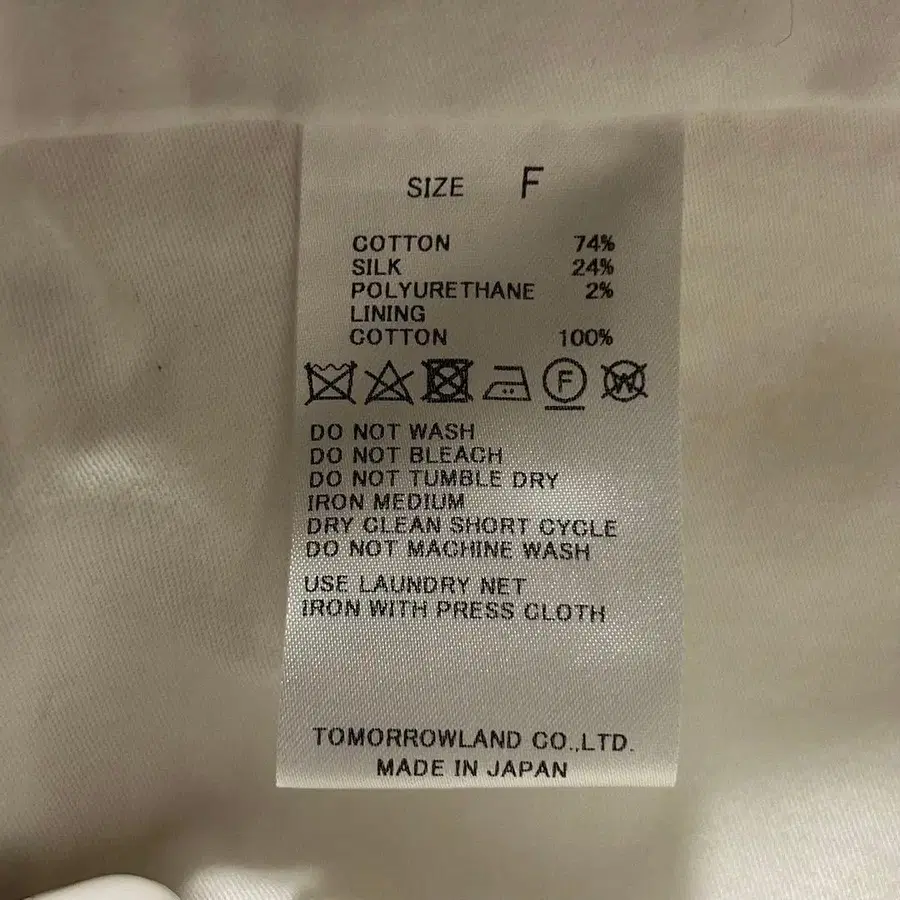 SIZE F
COTTON 74%
SILK 24%
POLYURETHANE 2%
LINING
COTTON 100%
F W
DO NOT WASH
DO NOT BLEACH
DO NOT TUMBLE DRY
IRON MEDIUM
DRY CLEAN SHORT CYCLE
DO NOT MACHINE WASH
USE LAUNDRY NET
IRON WITH PRESS CLOTH
TOMORROWLAND CO.,LTD.
MADE IN JAPAN